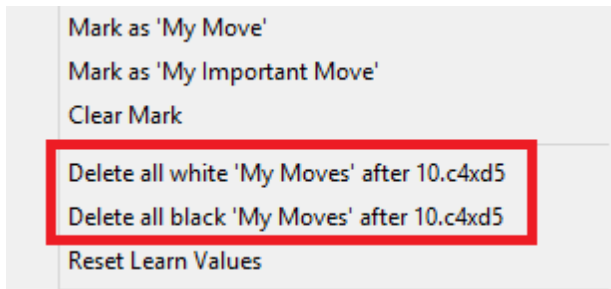 Mark as 'My Move'
Mark as 'My Important Move'
Clear Mark
Delete all white 'My Moves' after 10.c4xd5
Delete all black 'My Moves' after 10.c4xd5
Reset Learn Values